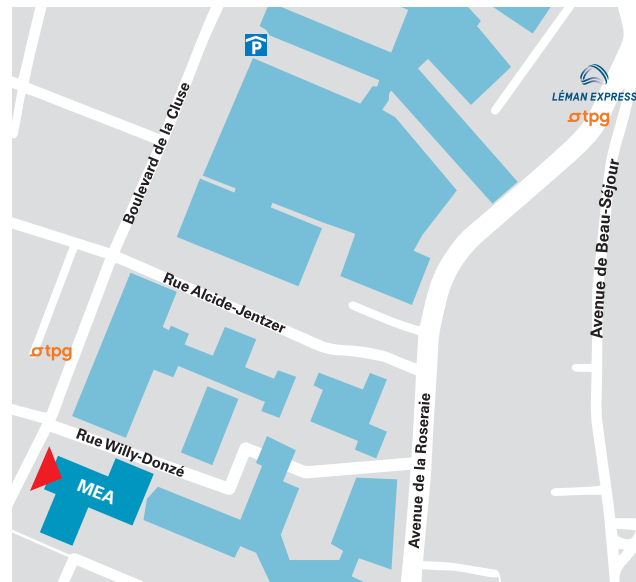 P
LÉMAN EXPRESS
tpg
Boulevard de la Cluse
Avenue de Beau-Séjour
Rue Alcide-Jentzer
tpg
Avenue de la Roseraie
Rue Willy-Donzé
MEA